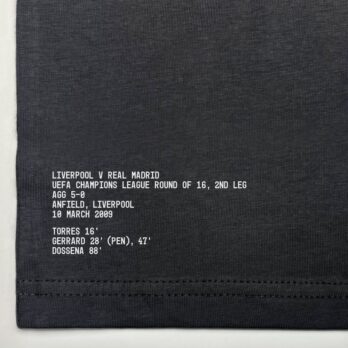 LIVERPOOL V REAL MADRID
UEFA CHAMPIONS LEAGUE ROUND OF 16, 2ND LEG
AGG 5-0
ANFIELD, LIVERPOOL
10 MARCH 2009
TORRES 16'
GERRARD 28' (PEN), 47'
DOSSENA 88'